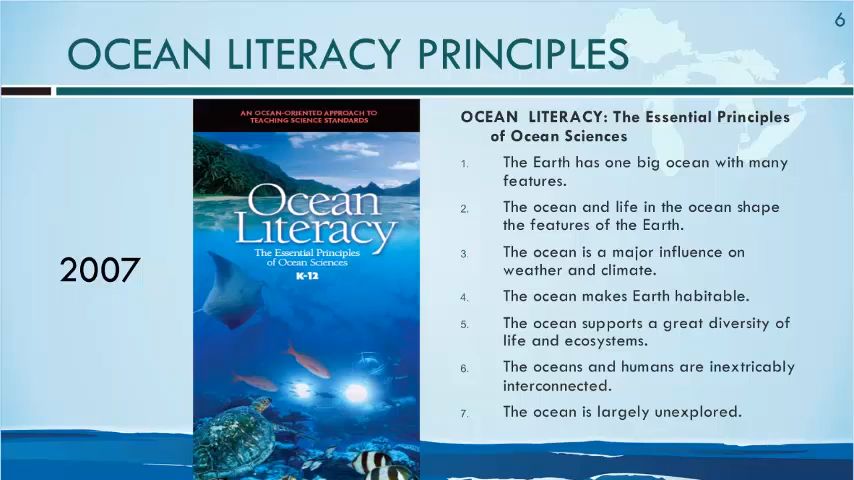 6
OCEAN LITERACY PRINCIPLES
2007
AN OCEAN-ORIENTED APPROACH TO
TEACHING SCIENCE STANDARDS
Ocean
Literacy
The Essential Principles
of Ocean Sciences
K-12
OCEAN LITERACY: The Essential Principles
of Ocean Sciences
1. The Earth has one big ocean with many
features.
2. The ocean and life in the ocean shape
the features of the Earth.
3. The ocean is a major influence on
weather and climate.
4. The ocean makes Earth habitable.
5. The ocean supports a great diversity of
life and ecosystems.
6. The oceans and humans are inextricably
interconnected.
7. The ocean is largely unexplored.